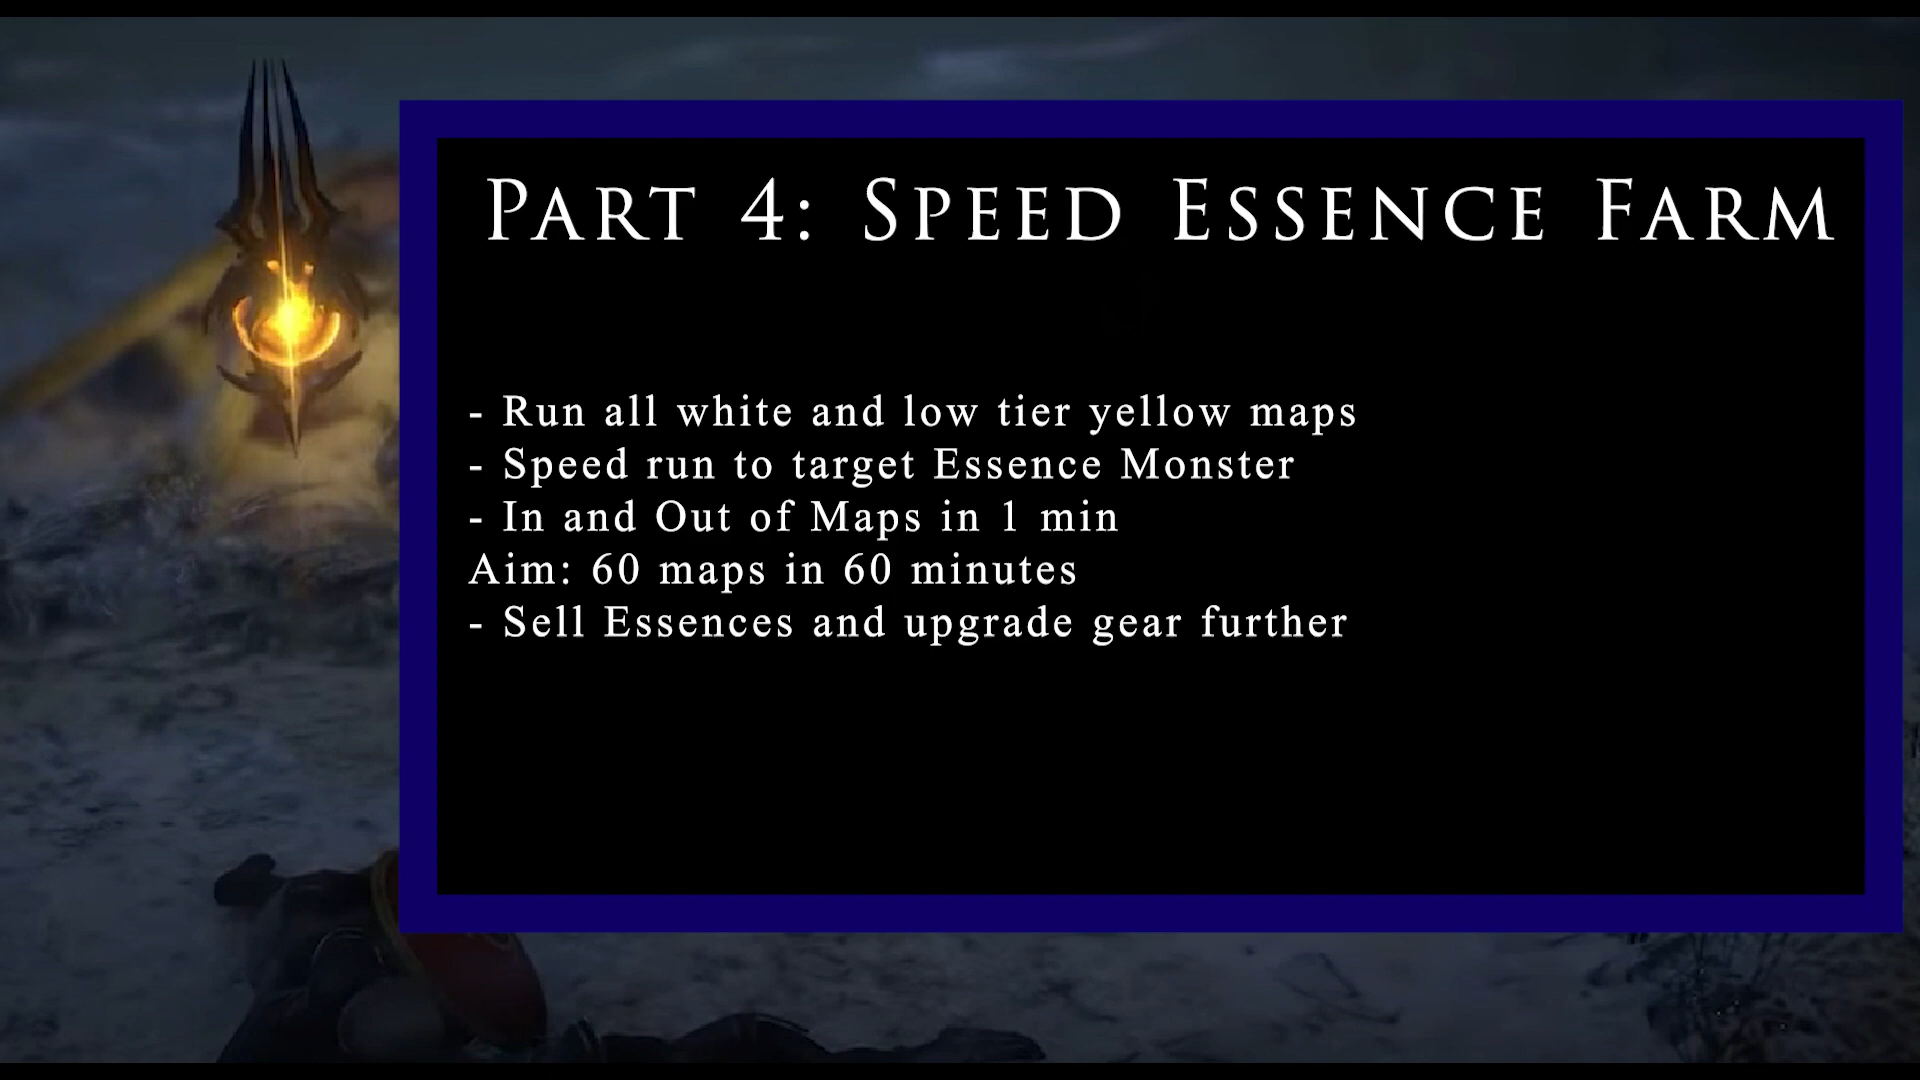 Part 4: Speed Essence Farm
- Run all white and low tier yellow maps
- Speed run to target Essence Monster
- In and Out of Maps in 1 min
Aim: 60 maps in 60 minutes
- Sell Essences and upgrade gear further